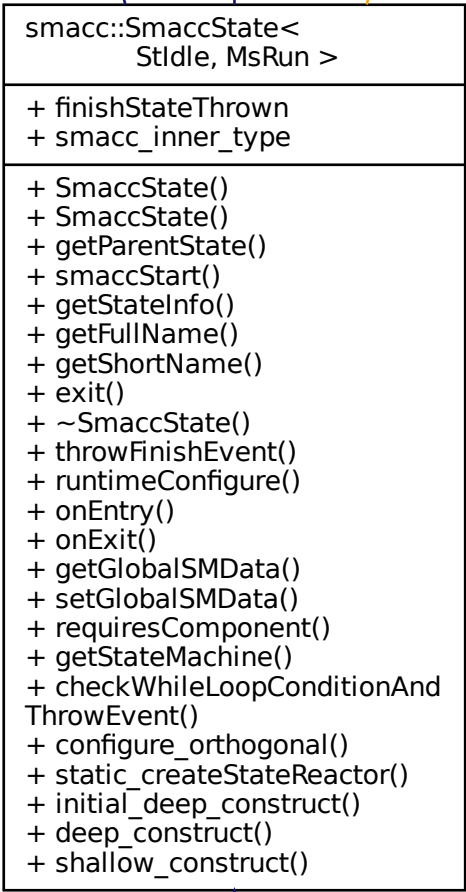 smacc::SmaccState<
StIdle, MsRun >
+ finishStateThrown
+ smacc_inner_type
+ SmaccState()
+ SmaccState()
+ getParentState()
+ smaccStart()
+ getStateInfo()
+ getFullName()
+ getShortName()
+ exit()
+ ~SmaccState()
+ throwFinishEvent()
+ runtimeConfigure()
+ onEntry()
+ onExit()
+ getGlobalSMData()
+ setGlobalSMData()
+ requiresComponent()
+ getStateMachine()
+ checkWhileLoopConditionAnd
ThrowEvent()
+ configure_orthogonal()
+ static_createStateReactor()
+ initial_deep_construct()
+ deep_construct()
+ shallow_construct()